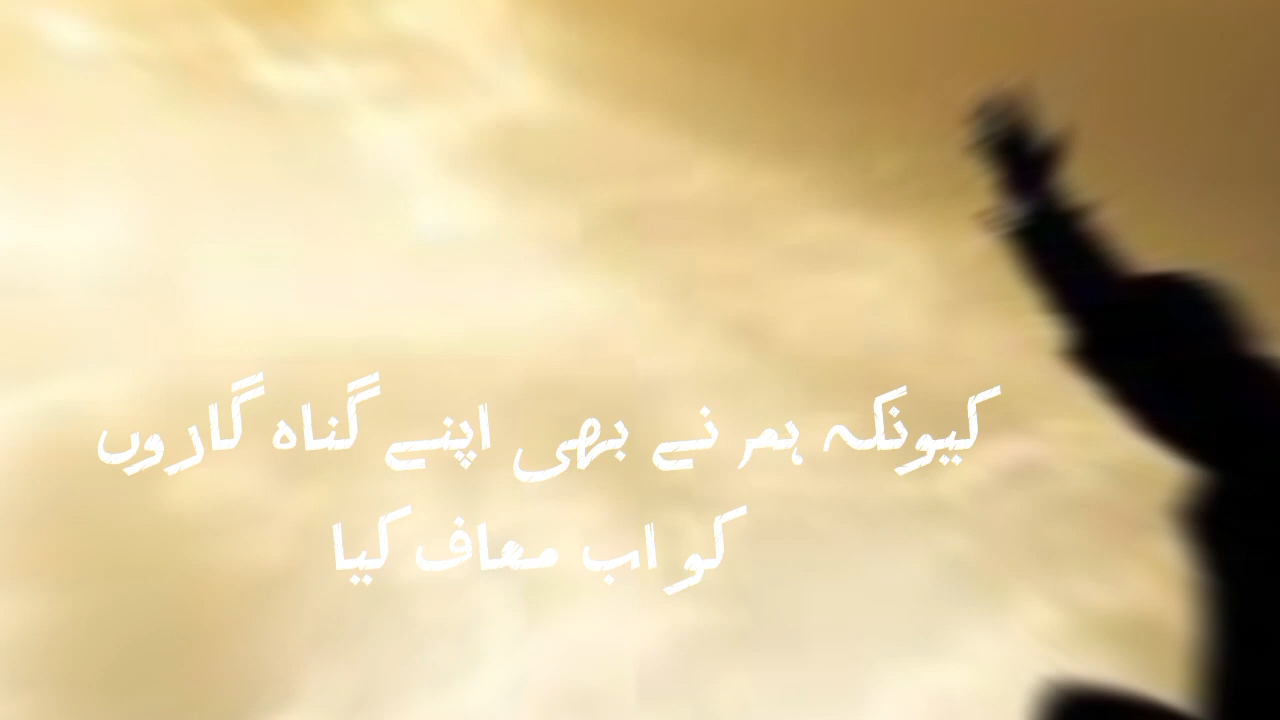 کیونکہ ہم نے بھی اپنے گناہ گاروں
کو اب معاف کیا